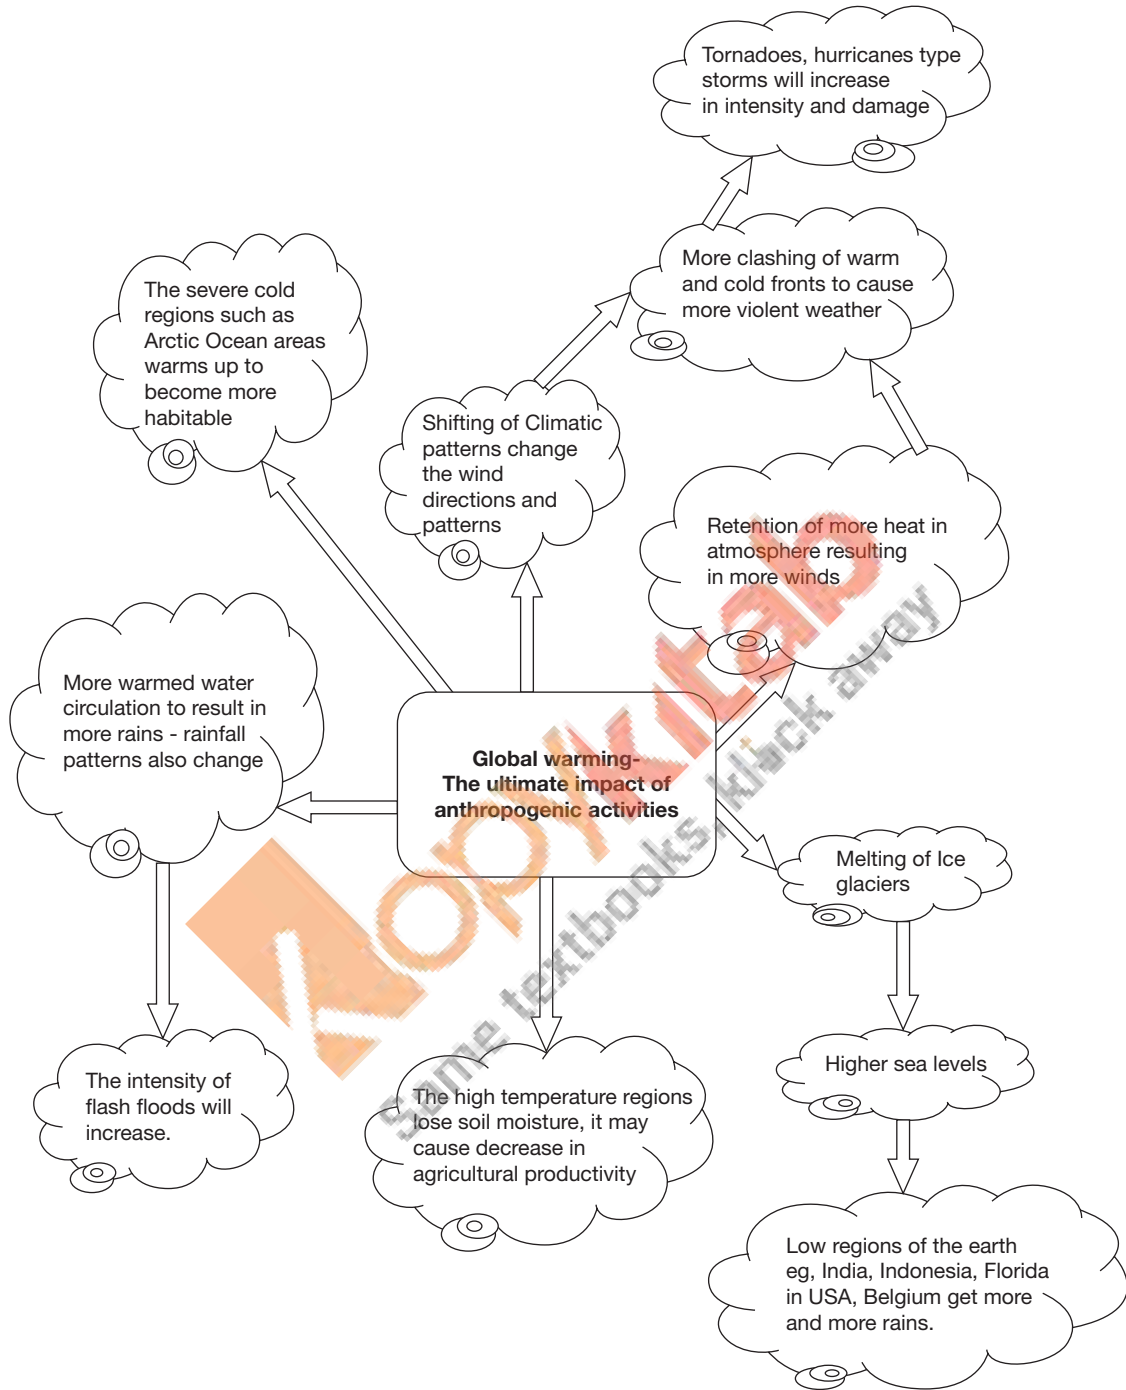 Tornadoes, hurricanes type
storms will increase
in intensity and damage
More clashing of warm
and cold fronts to cause
more violent weather
The severe cold
regions such as
Arctic Ocean areas
warms up to
become more
habitable
Shifting of Climatic
patterns change
the wind
directions and
patterns
Retention of more heat in
atmosphere resulting
in more winds
More warmed water
circulation to result in
more rains - rainfall
patterns also change
Global warming-
The ultimate impact of
anthropogenic activities
Melting of Ice
glaciers
The intensity of
flash floods will
increase.
The high temperature regions
lose soil moisture, it may
cause decrease in
agricultural productivity
Higher sea levels
Low regions of the earth
eg, India, Indonesia, Florida
in USA, Belgium get more
and more rains.
kopykitab
Same textbooks, klick away